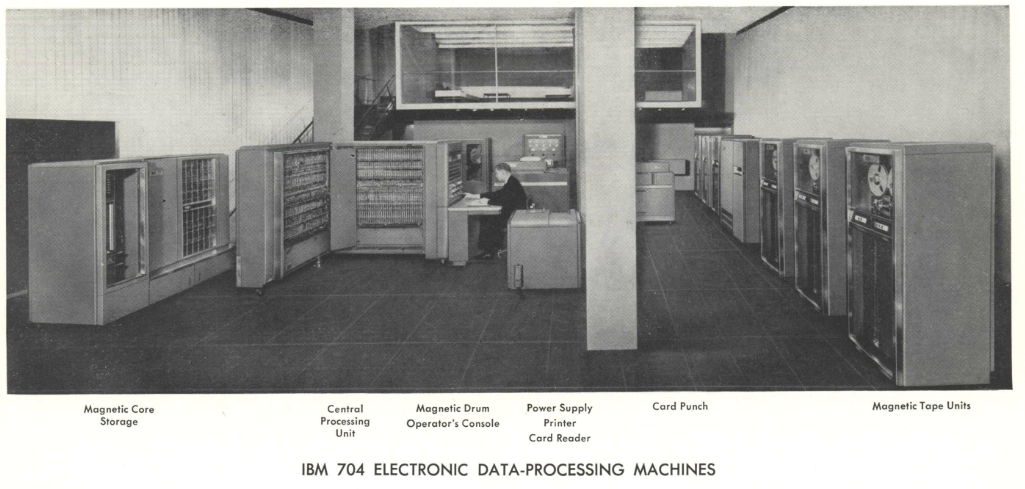 Magnetic Core
Storage
Central
Processing
Unit
Magnetic Drum
Operator's Console
Power Supply
Printer
Card Reader
Card Punch
Magnetic Tape Units
IBM 704 ELECTRONIC DATA-PROCESSING MACHINES